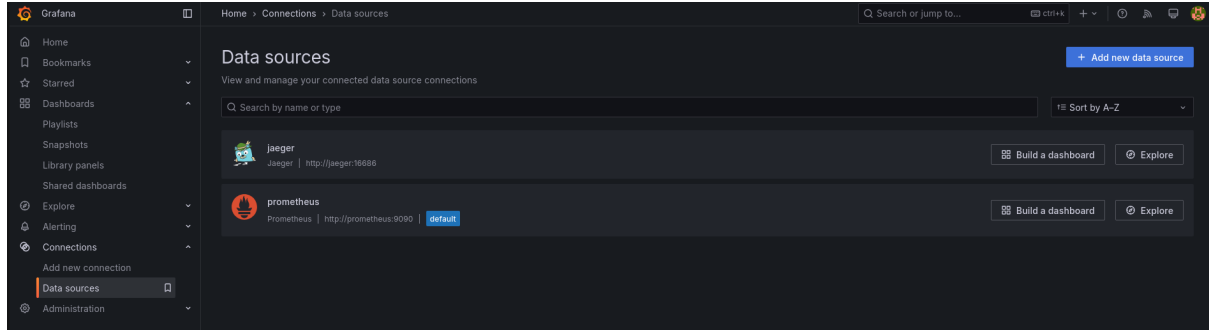 Grafana
Home › Connections › Data sources
Search or jump to...
ctrl+k
Home
Bookmarks
Starred
Dashboards
Playlists
Snapshots
Library panels
Shared dashboards
Explore
Alerting
Connections
Add new connection
Data sources
Administration
Data sources
+ Add new data source
View and manage your connected data source connections
Search by name or type
Sort by A–Z
jaeger
Jaeger | http://jaeger:16686
Build a dashboard
Explore
prometheus
Prometheus | http://prometheus:9090 | default
Build a dashboard
Explore